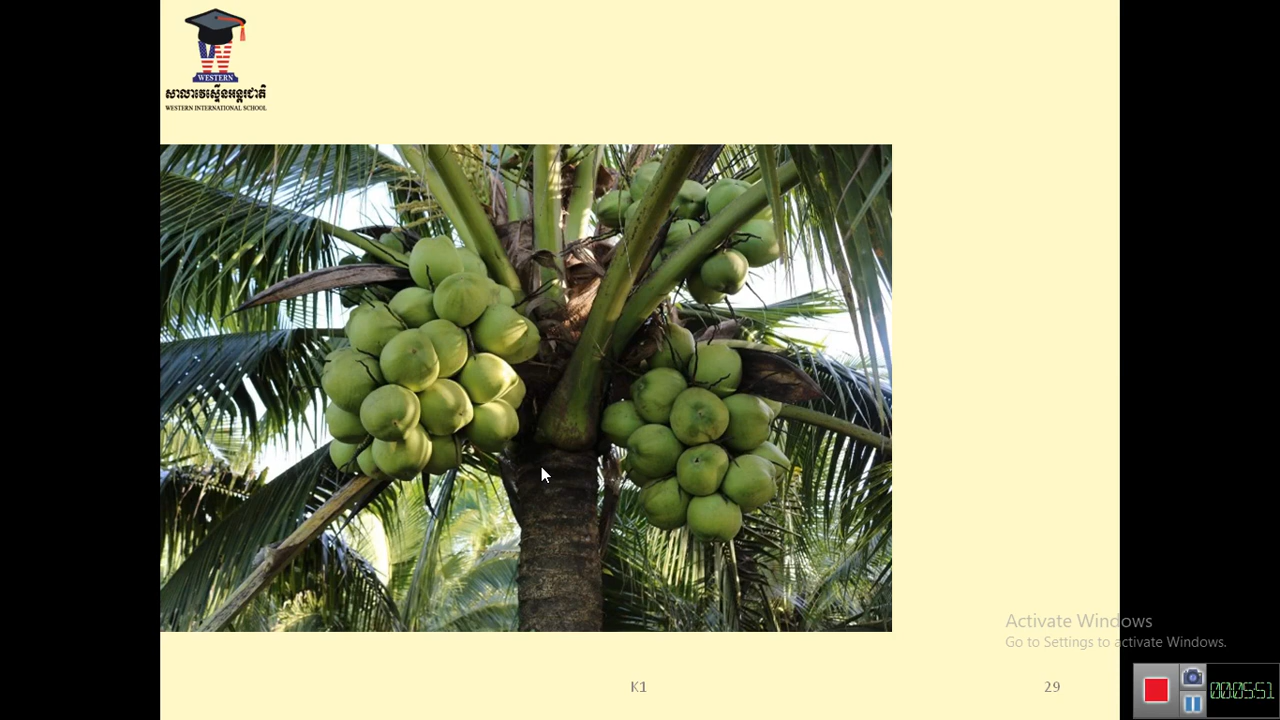 WESTERN
សាលាវេស្ទើនអន្តរជាតិ
WESTERN INTERNATIONAL SCHOOL
Activate Windows
Go to Settings to activate Windows.
K1
29
000551